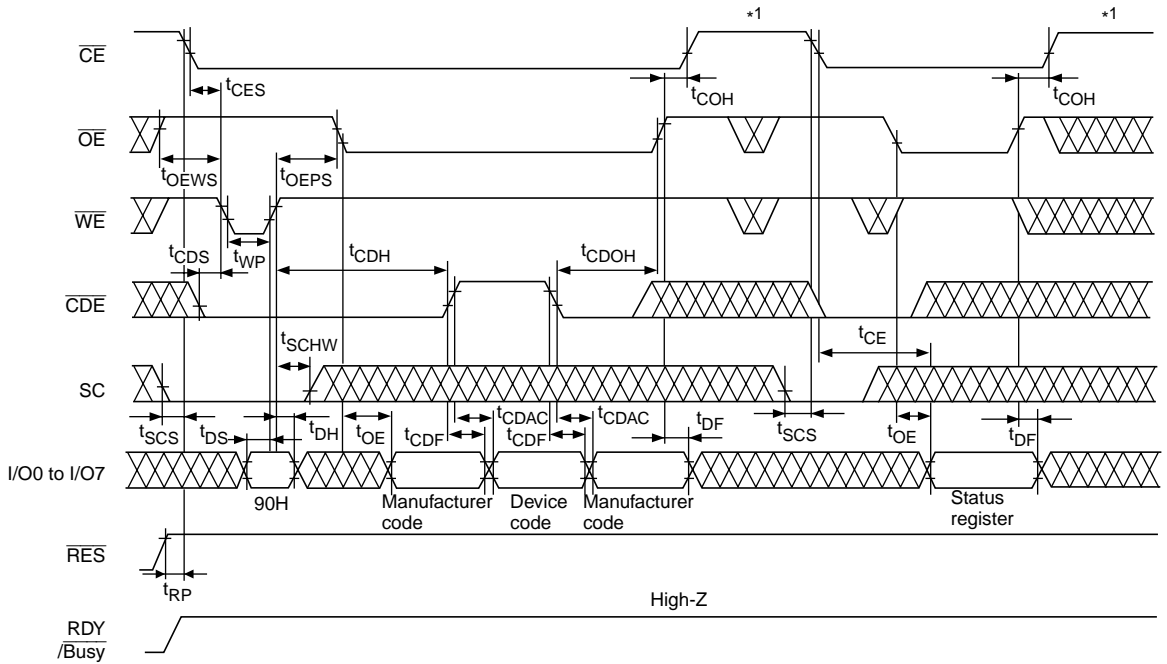 *1 *1
CE
tCES tCOH tCOH
OE
tOEWS tOEPS
WE
tCDS tWP tCDH tCDOH
CDE
tSCHW tCE
SC
tSCS tDS tDH tOE tCDF tCDAC tCDF tCDAC tDF tSCS tOE tDF
I/O0 to I/O7
90H Manufacturer code Device code Manufacturer code Status register
RES
tRP
High-Z
RDY
/Busy